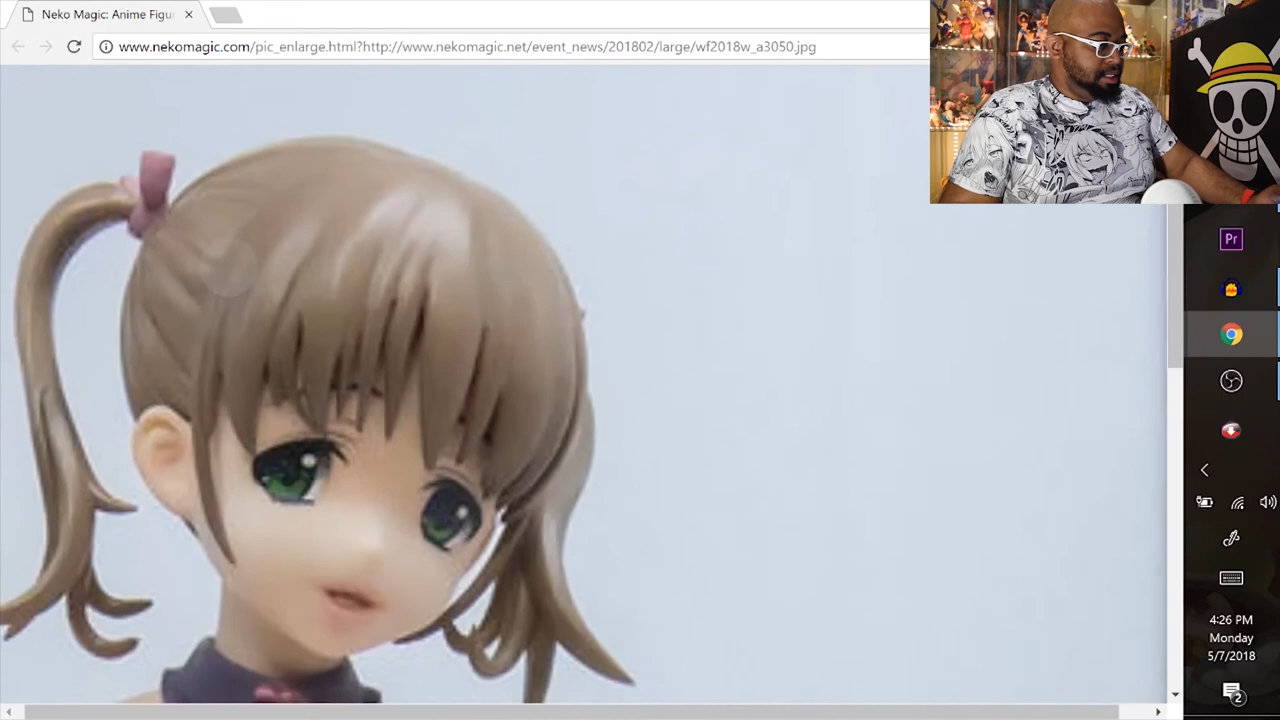 Neko Magic: Anime Figur
www.nekomagic.com/pic_enlarge.html?http://www.nekomagic.net/event_news/201802/large/wf2018w_a3050.jpg
Pr
4:26 PM
Monday
5/7/2018
2